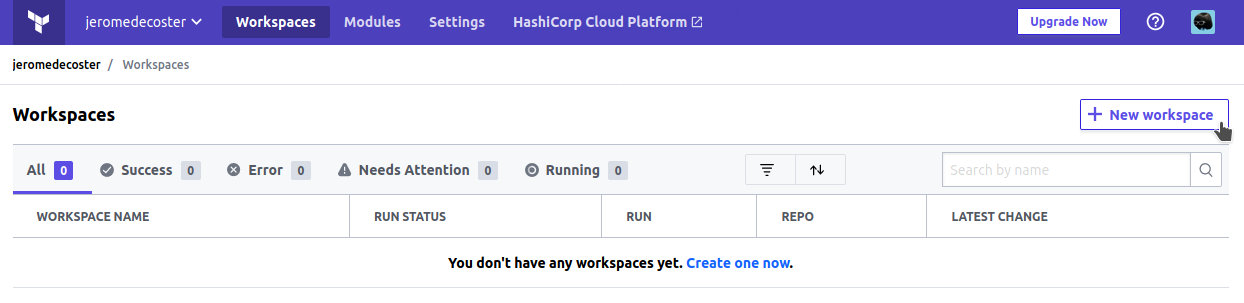 jeromedecoster Workspaces Modules Settings HashiCorp Cloud Platform Upgrade Now
jeromedecoster / Workspaces
Workspaces + New workspace
All 0 Success 0 Error 0 Needs Attention 0 Running 0 Search by name
WORKSPACE NAME RUN STATUS RUN REPO LATEST CHANGE
You don't have any workspaces yet. Create one now.